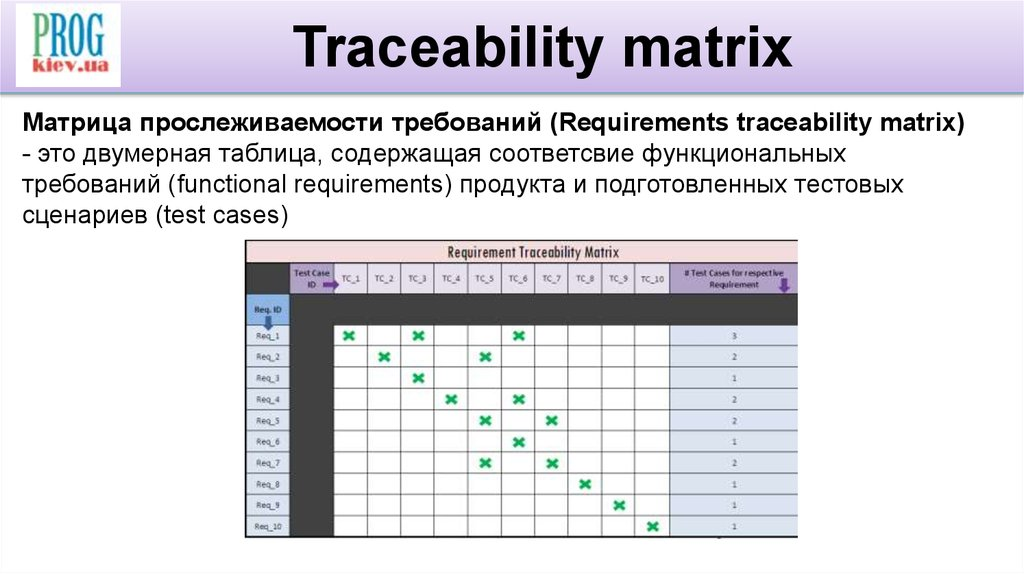 PROG
kiev.ua
Traceability matrix
Матрица прослеживаемости требований (Requirements traceability matrix)
- это двумерная таблица, содержащая соответсвие функциональных
требований (functional requirements) продукта и подготовленных тестовых
сценариев (test cases)
Requirement Traceability Matrix
Test Case ID TC_1 TC_2 TC_3 TC_4 TC_5 TC_6 TC_7 TC_8 TC_9 TC_10 # Test Cases for respective Requirement
Req. ID
Req_1 3
Req_2 2
Req_3 1
Req_4 2
Req_5 2
Req_6 1
Req_7 2
Req_8 1
Req_9 1
Req_10 1